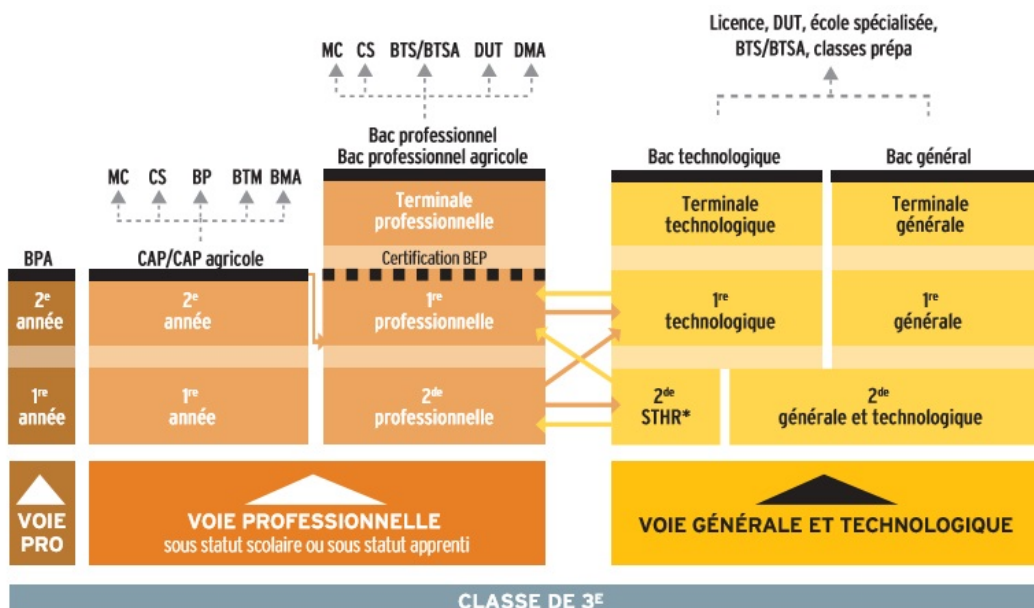 Licence, DUT, école spécialisée,
BTS/BTSA, classes prépa
MC CS BTS/BTSA DUT DMA
Bac professionnel
Bac professionnel agricole
Bac technologique
Bac général
MC CS BP BTM BMA
Terminale
professionnelle
Terminale
technologique
Terminale
générale
BPA
CAP/CAP agricole
Certification BEP
2e
année
2e
année
1re
professionnelle
1re
technologique
1re
générale
1re
année
1re
année
2de
professionnelle
2de
STHR*
2de
générale et technologique
VOIE
PRO
VOIE PROFESSIONNELLE
sous statut scolaire ou sous statut apprenti
VOIE GÉNÉRALE ET TECHNOLOGIQUE
CLASSE DE 3E